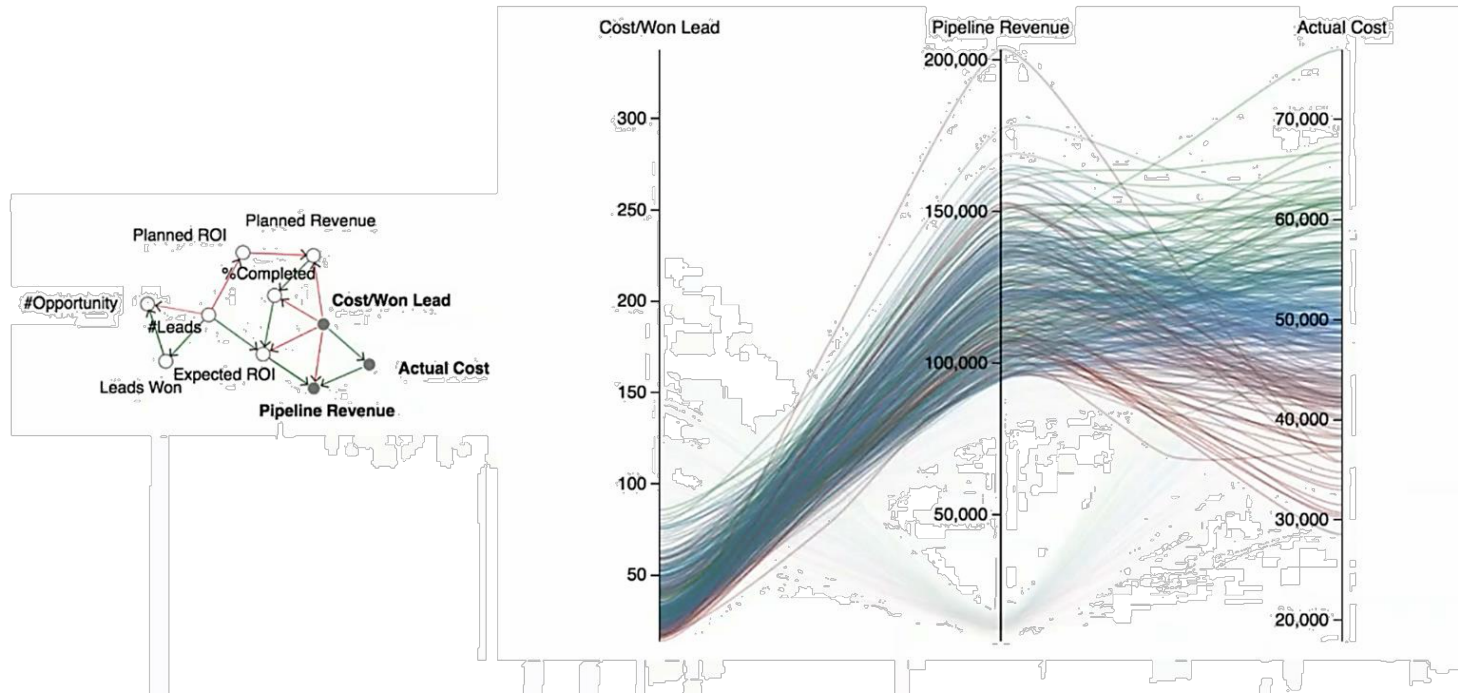 Cost/Won Lead
Pipeline Revenue
Actual Cost
200,000
300
70,000
250
150,000
60,000
Planned Revenue
Planned ROI
%Completed
#Opportunity
Cost/Won Lead
#Leads
Expected ROI
Actual Cost
Leads Won
Pipeline Revenue
200
50,000
100,000
150
40,000
100
50,000
30,000
50
20,000